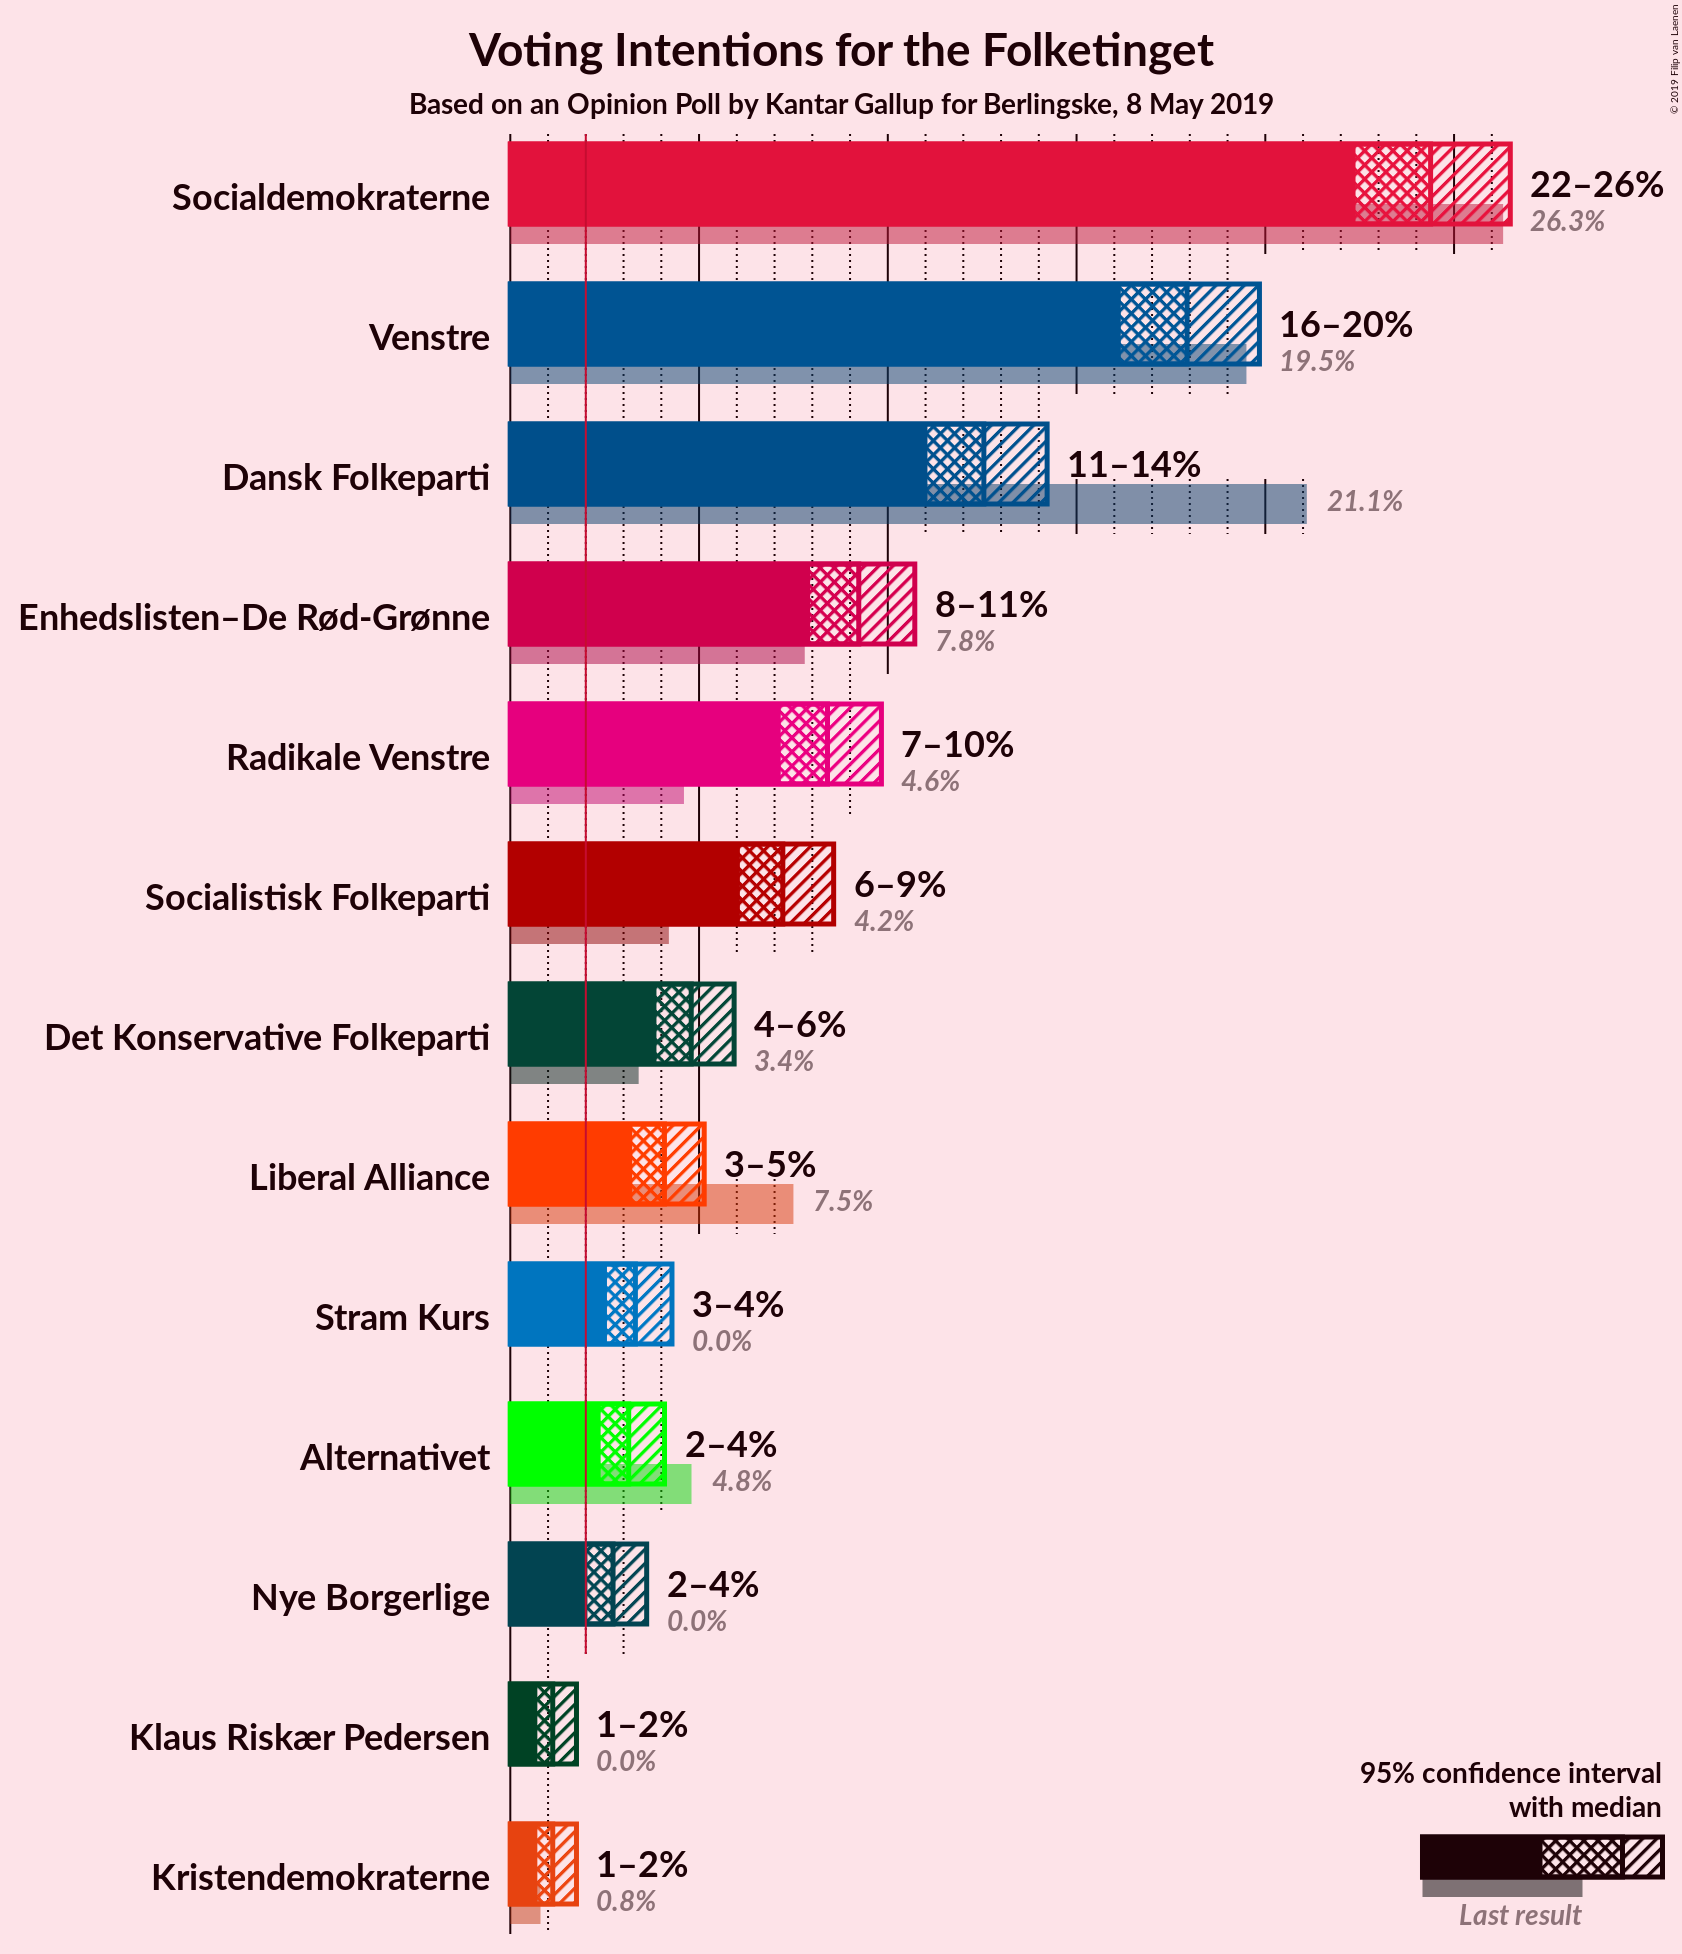 Voting Intentions for the Folketinget
Based on an Opinion Poll by Kantar Gallup for Berlingske, 8 May 2019
© 2019 Filip van Laenen
Socialdemokraterne
22–26%
26.3%
Venstre
16–20%
19.5%
Dansk Folkeparti
11–14%
21.1%
Enhedslisten–De Rød-Grønne
8–11%
7.8%
Radikale Venstre
7–10%
4.6%
Socialistisk Folkeparti
6–9%
4.2%
Det Konservative Folkeparti
4–6%
3.4%
Liberal Alliance
3–5%
7.5%
Stram Kurs
3–4%
0.0%
Alternativet
2–4%
4.8%
Nye Borgerlige
2–4%
0.0%
Klaus Riskær Pedersen
1–2%
0.0%
Kristendemokraterne
1–2%
0.8%
95% confidence interval
with median
Last result